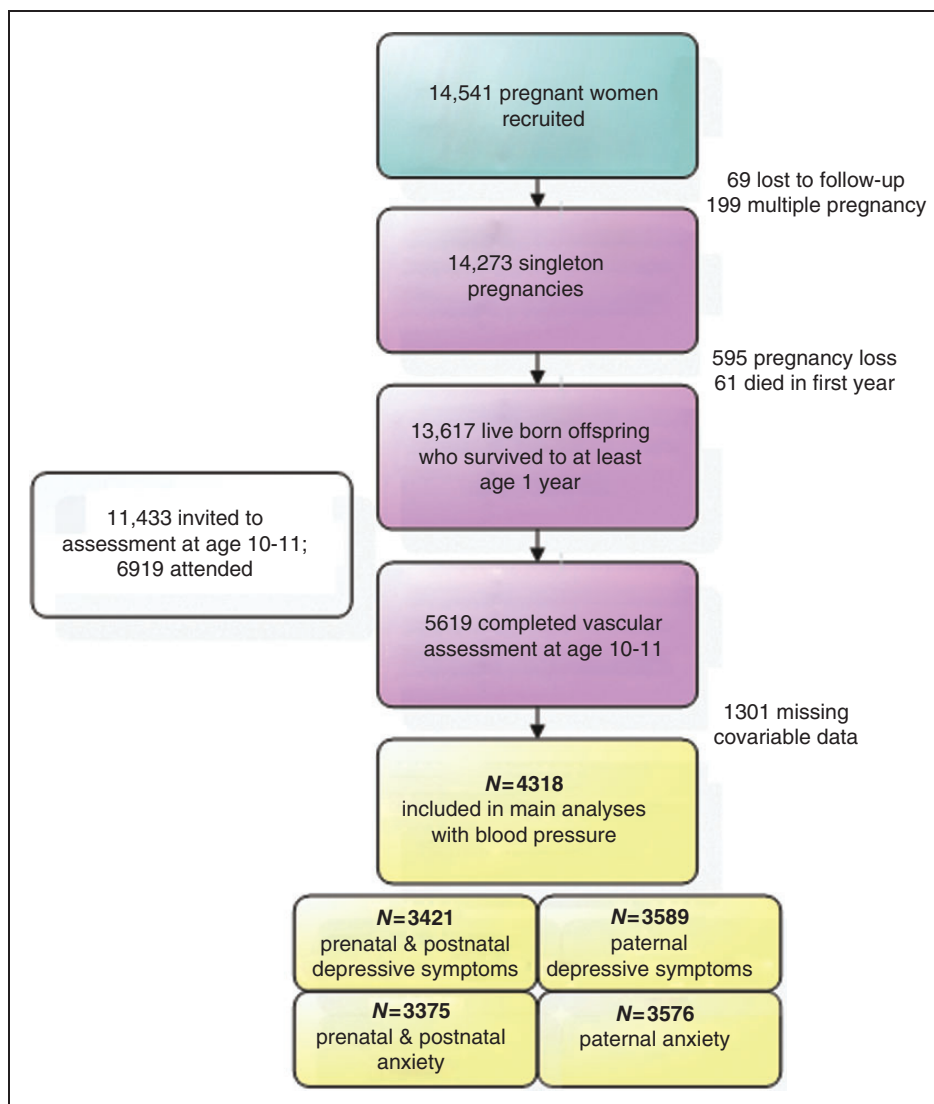 14,541 pregnant women
recruited
69 lost to follow-up
199 multiple pregnancy
14,273 singleton
pregnancies
595 pregnancy loss
61 died in first year
13,617 live born offspring
who survived to at least
age 1 year
11,433 invited to
assessment at age 10-11;
6919 attended
5619 completed vascular
assessment at age 10-11
1301 missing
covariable data
N=4318
included in main analyses
with blood pressure
N=3421
prenatal & postnatal
depressive symptoms
N=3589
paternal
depressive symptoms
N=3375
prenatal & postnatal
anxiety
N=3576
paternal anxiety